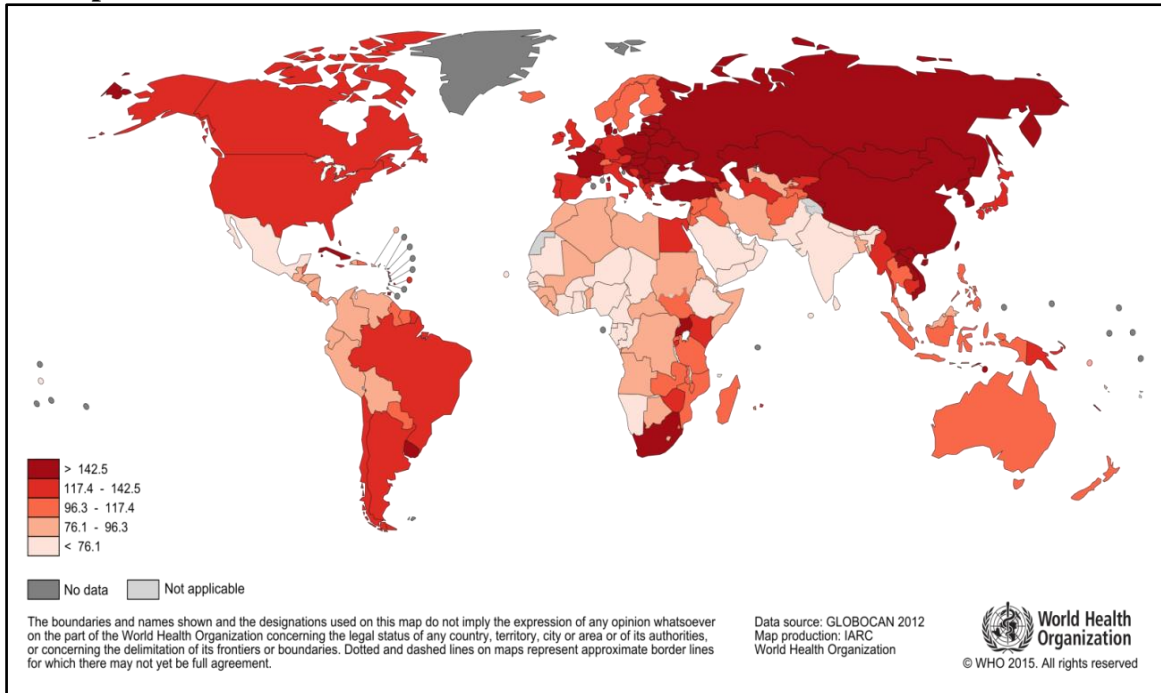 > 142.5
117.4 - 142.5
96.3 - 117.4
76.1 - 96.3
< 76.1
No data
Not applicable
The boundaries and names shown and the designations used on this map do not imply the expression of any opinion whatsoever
on the part of the World Health Organization concerning the legal status of any country, territory, city or area or of its authorities,
or concerning the delimitation of its frontiers or boundaries. Dotted and dashed lines on maps represent approximate border lines
for which there may not yet be full agreement.
Data source: GLOBOCAN 2012
Map production: IARC
World Health Organization
World Health
Organization
© WHO 2015. All rights reserved